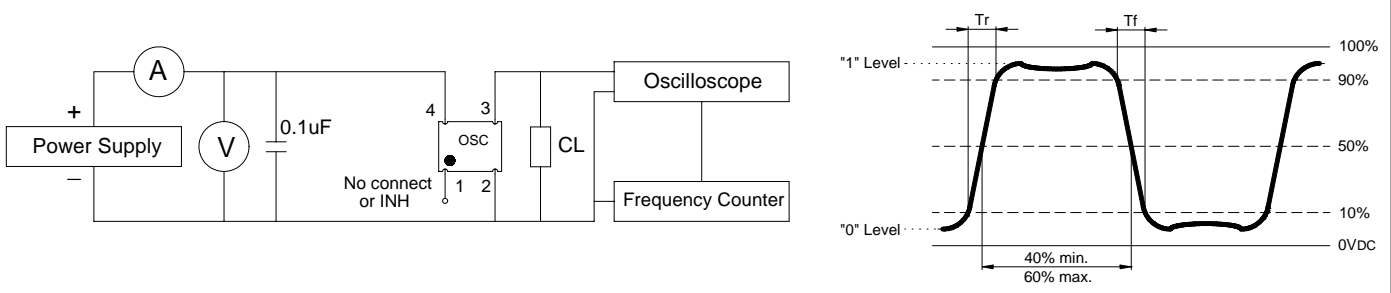 A
+
Power Supply
–
V
0.1uF
4
3
OSC
1
2
No connect
or INH
CL
Oscilloscope
Frequency Counter
Tr
Tf
100%
"1" Level
90%
50%
10%
"0" Level
0VDC
40% min.
60% max.